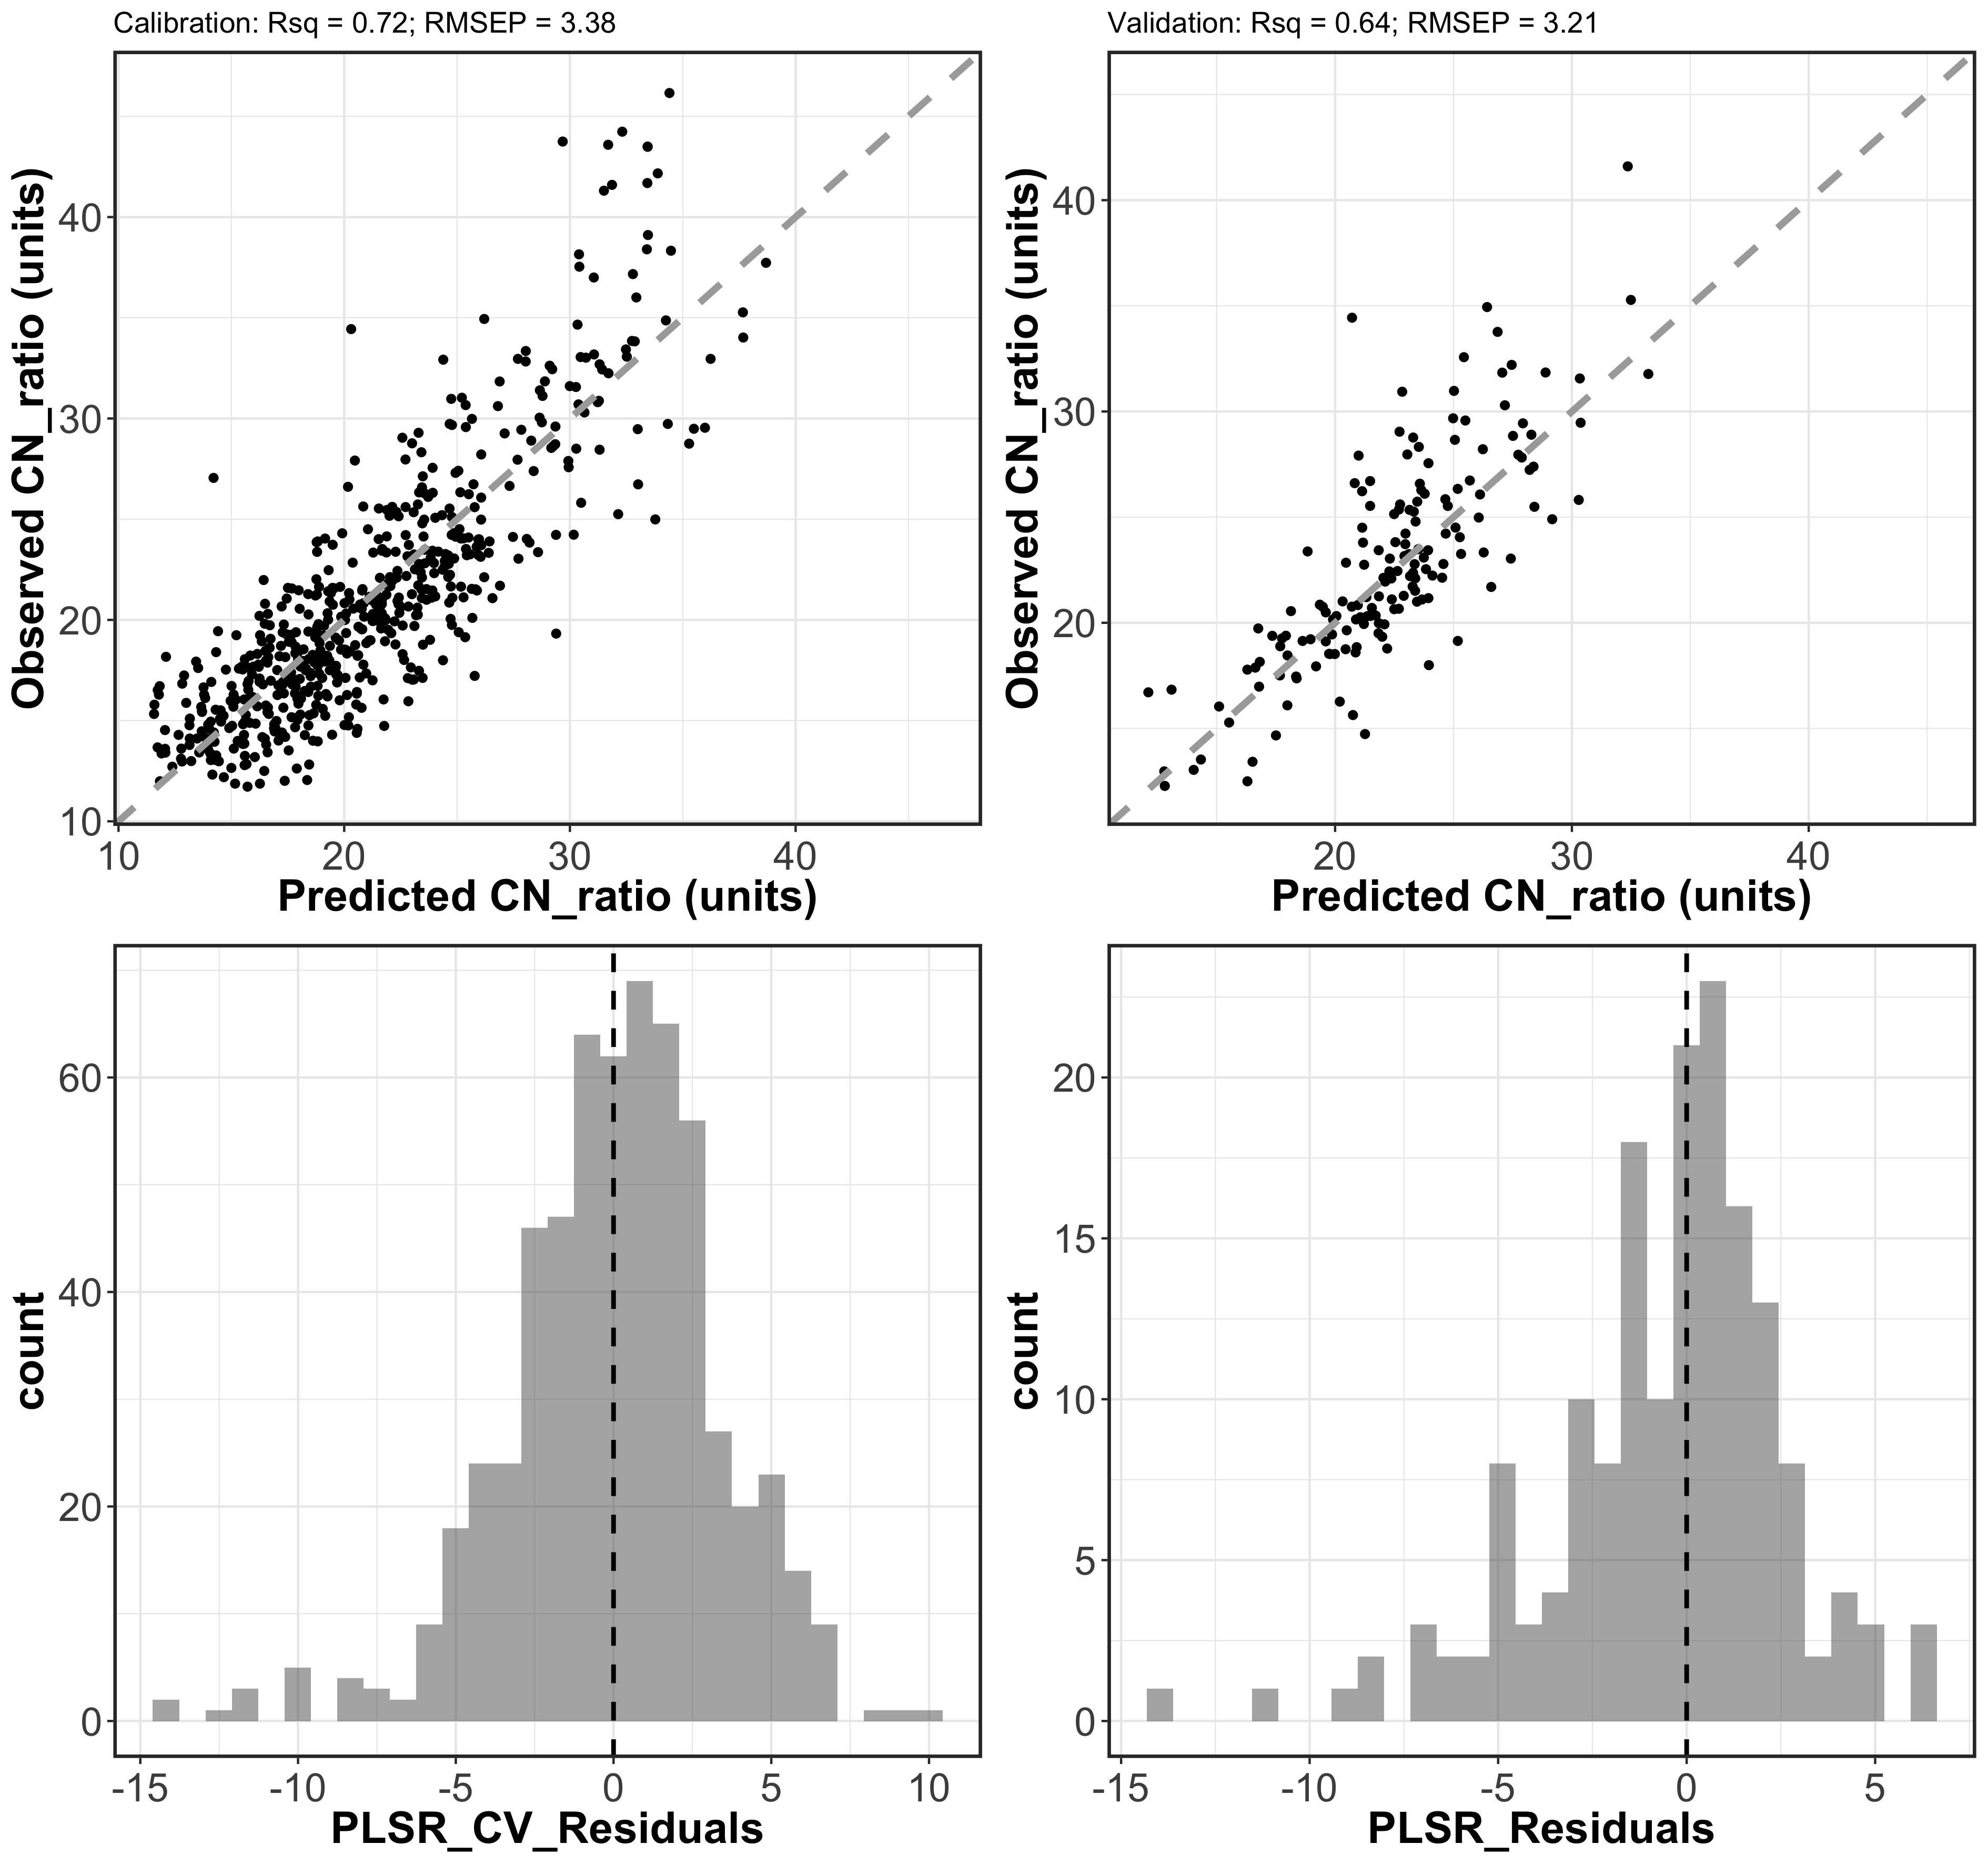 Calibration: Rsq = 0.72; RMSEP = 3.38
Observed CN_ratio (units)
40
30
20
10
10 20 30 40
Predicted CN_ratio (units)
Validation: Rsq = 0.64; RMSEP = 3.21
Observed CN_ratio (units)
40
30
20
20 30 40
Predicted CN_ratio (units)
count
60
40
20
0
-15 -10 -5 0 5 10
PLSR_CV_Residuals
count
20
15
10
5
0
-15 -10 -5 0 5
PLSR_Residuals